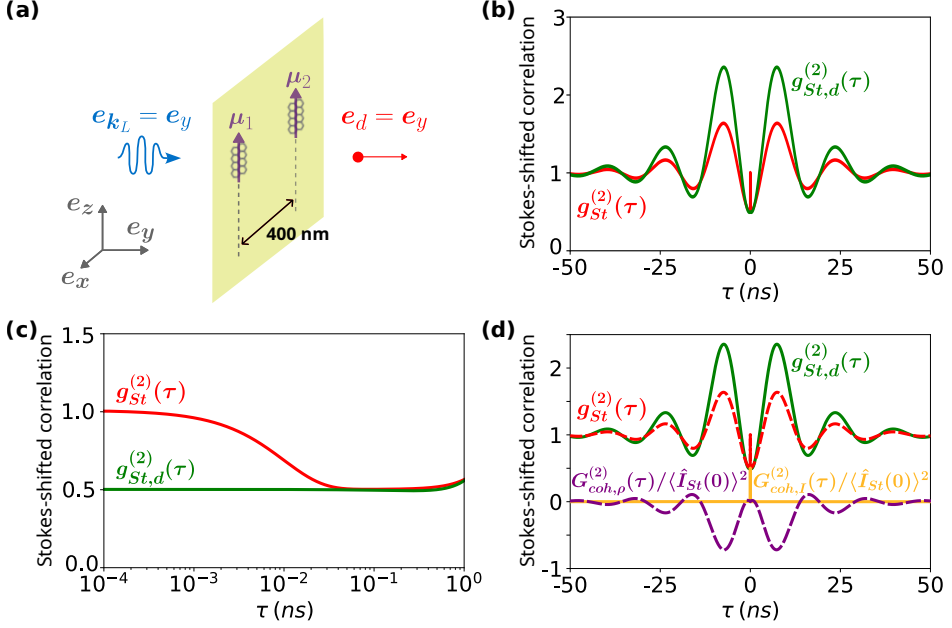 (a)
μ₁
μ₂
e_{k_L} = e_y
e_d = e_y
400 nm
e_z
e_y
e_x
(b)
Stokes-shifted correlation
3
2
1
0
g^{(2)}_{St,d}(τ)
g^{(2)}_{St}(τ)
-50 -25 0 25 50
τ (ns)
(c)
Stokes-shifted correlation
1.5
1.0
0.5
0.0
g^{(2)}_{St}(τ)
g^{(2)}_{St,d}(τ)
10⁻⁴ 10⁻³ 10⁻² 10⁻¹ 10⁰
τ (ns)
(d)
Stokes-shifted correlation
2
1
0
-1
g^{(2)}_{St,d}(τ)
g^{(2)}_{St}(τ)
G^{(2)}_{coh,ρ}(τ)/⟨Î_{St}(0)⟩² G^{(2)}_{coh,I}(τ)/⟨Î_{St}(0)⟩²
-50 -25 0 25 50
τ (ns)